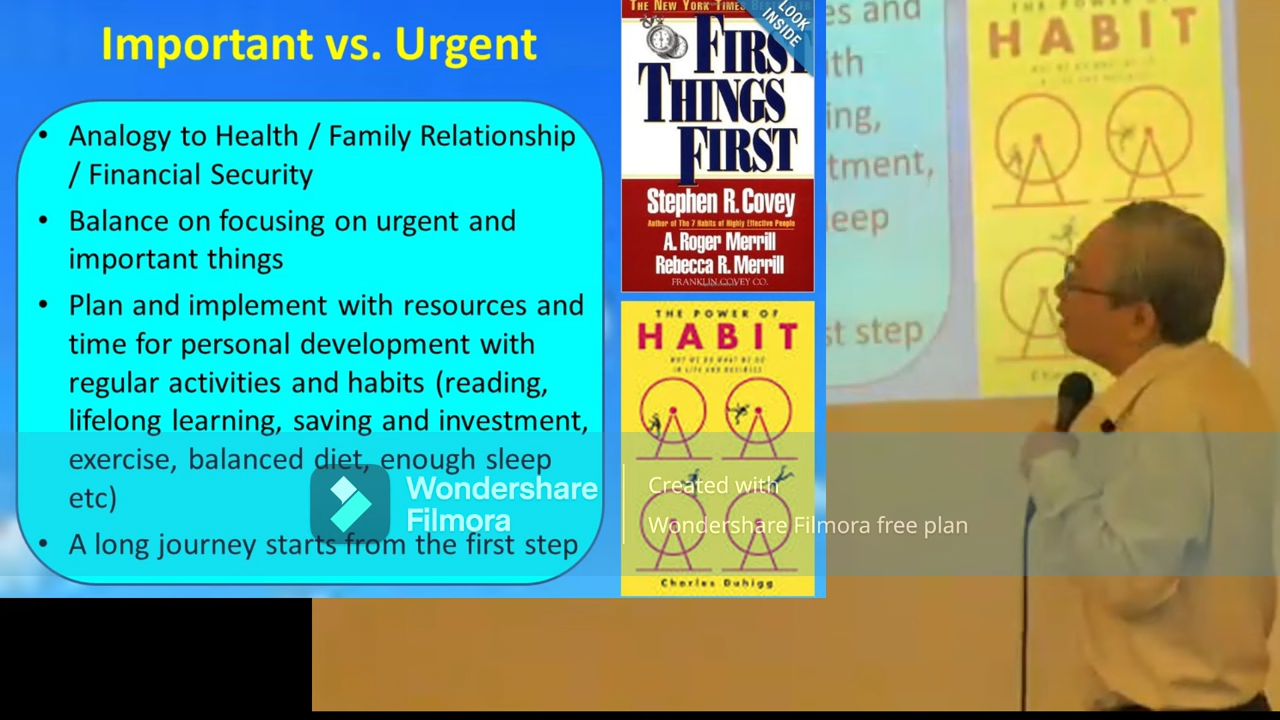 Important vs. Urgent
• Analogy to Health / Family Relationship
/ Financial Security
• Balance on focusing on urgent and
important things
• Plan and implement with resources and
time for personal development with
regular activities and habits (reading,
lifelong learning, saving and investment,
exercise, balanced diet, enough sleep
etc)
• A long journey starts from the first step
THE NEW YORK TIMES
LOOK
INSIDE
FIRST
THINGS
FIRST
Stephen R. Covey
Author of The 7 Habits of Highly Effective People
A. Roger Merrill
Rebecca R. Merrill
FRANKLIN COVEY CO.
THE POWER OF
HABIT
WHY WE DO WHAT WE DO
IN LIFE AND BUSINESS
Charles Duhigg
Wondershare
Filmora
Created with
Wondershare Filmora free plan
es and
ith
ing,
tment,
leep
st step
THE POWER OF
HABIT